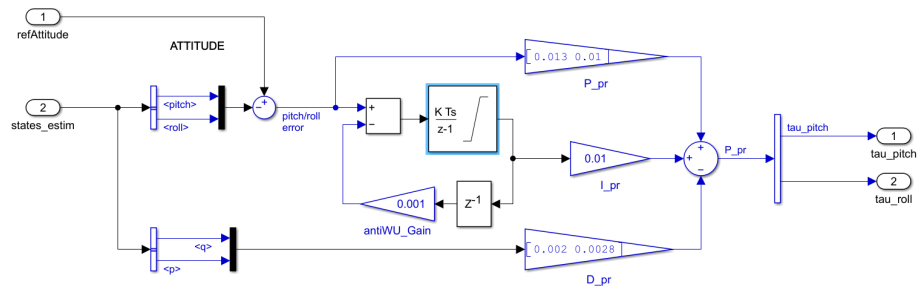 1
refAttitude
ATTITUDE
[ 0.013 0.01 ]
P_pr
2
states_estim
<pitch>
<roll>
pitch/roll
error
K Ts
z-1
0.01
I_pr
P_pr
tau_pitch
1
tau_pitch
2
tau_roll
0.001
antiWU_Gain
Z-1
<q>
<p>
[ 0.002 0.0028 ]
D_pr